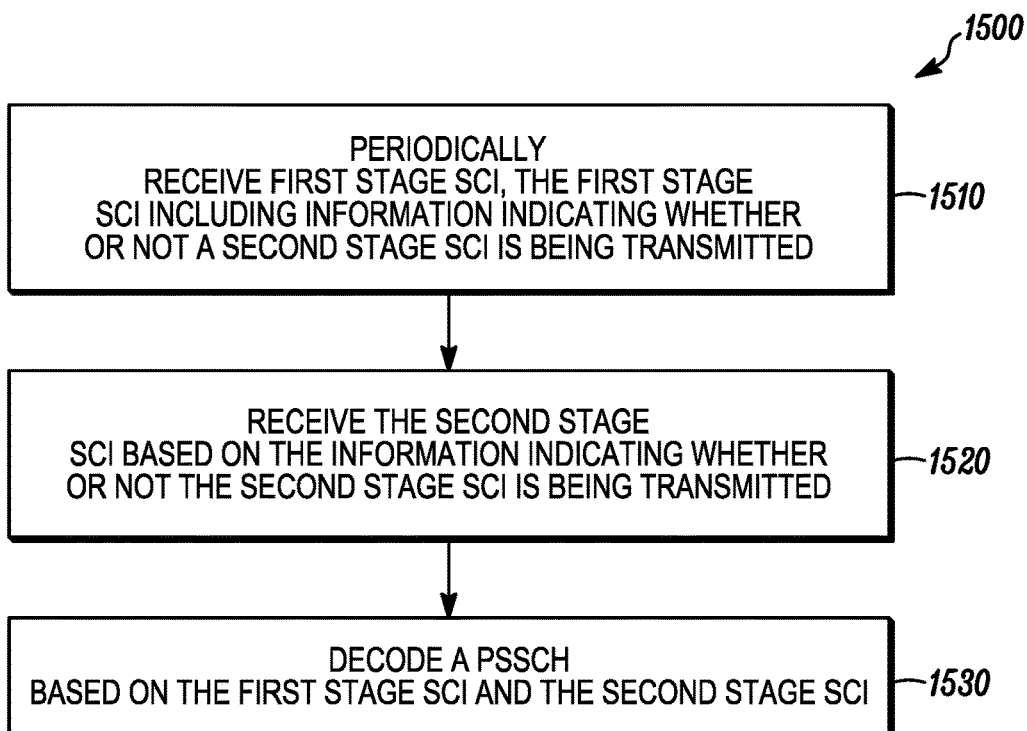 1500
PERIODICALLY
RECEIVE FIRST STAGE SCI, THE FIRST STAGE
SCI INCLUDING INFORMATION INDICATING WHETHER
OR NOT A SECOND STAGE SCI IS BEING TRANSMITTED
1510
RECEIVE THE SECOND STAGE
SCI BASED ON THE INFORMATION INDICATING WHETHER
OR NOT THE SECOND STAGE SCI IS BEING TRANSMITTED
1520
DECODE A PSSCH
BASED ON THE FIRST STAGE SCI AND THE SECOND STAGE SCI
1530